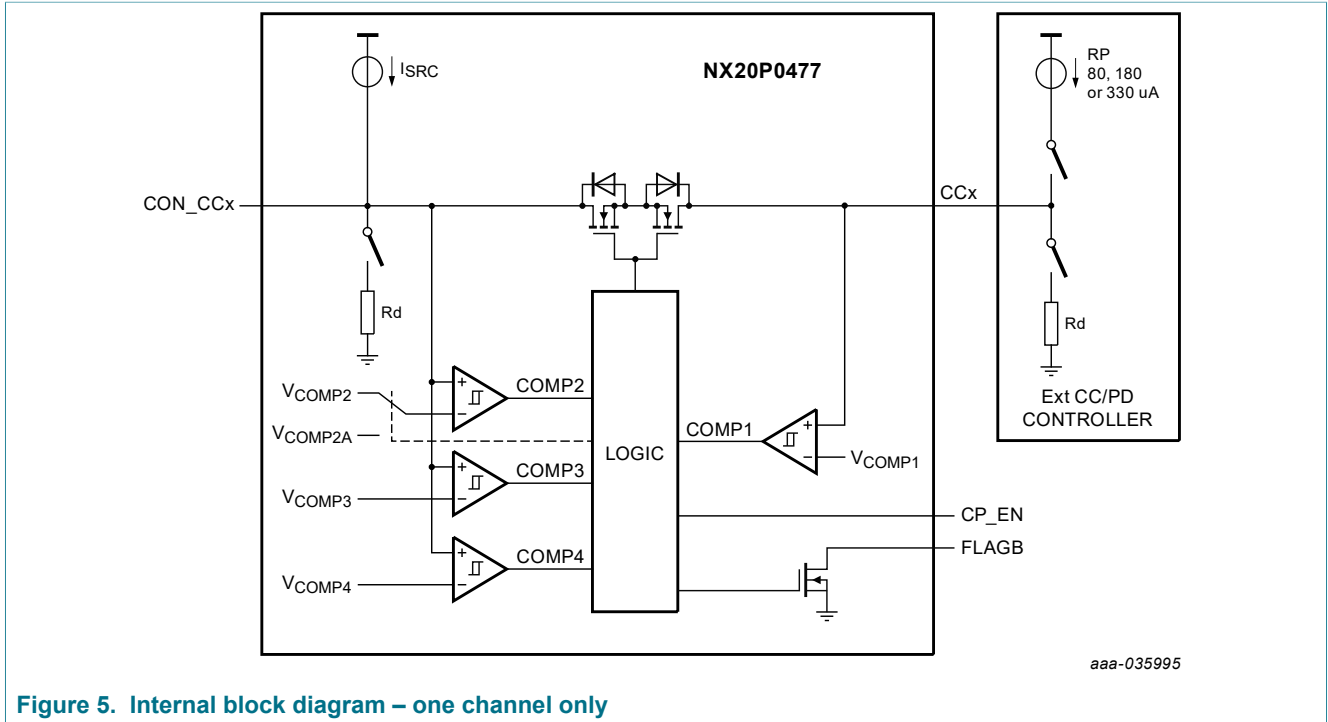 ISRC
NX20P0477
RP
80, 180
or 330 uA
CON_CCx
CCx
Rd
Rd
Ext CC/PD
CONTROLLER
VCOMP2
COMP2
VCOMP2A
LOGIC
COMP1
VCOMP1
COMP3
VCOMP3
CP_EN
FLAGB
COMP4
VCOMP4
aaa-035995
Figure 5. Internal block diagram – one channel only